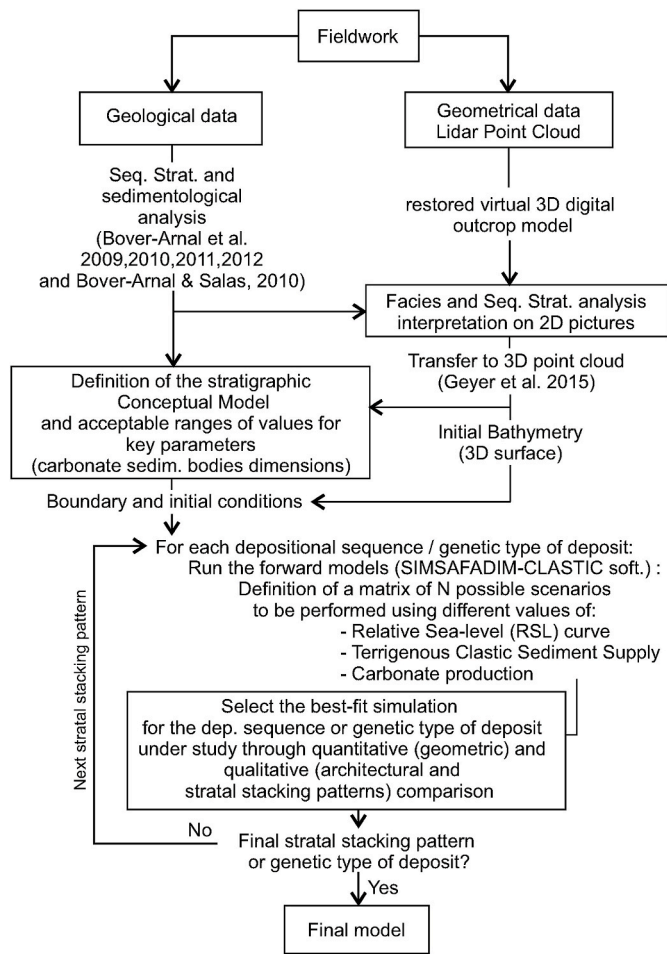 Fieldwork
Geological data
Geometrical data
Lidar Point Cloud
Seq. Strat. and
sedimentological
analysis
(Bover-Arnal et al.
2009,2010,2011,2012
and Bover-Arnal & Salas, 2010)
restored virtual 3D digital
outcrop model
Facies and Seq. Strat. analysis
interpretation on 2D pictures
Transfer to 3D point cloud
(Geyer et al. 2015)
Definition of the stratigraphic
Conceptual Model
and acceptable ranges of values for
key parameters
(carbonate sedim. bodies dimensions)
Initial Bathymetry
(3D surface)
Boundary and initial conditions
For each depositional sequence / genetic type of deposit:
Run the forward models (SIMSAFADIM-CLASTIC soft.) :
Definition of a matrix of N possible scenarios
to be performed using different values of:
- Relative Sea-level (RSL) curve
- Terrigenous Clastic Sediment Supply
- Carbonate production
Next stratal stacking pattern
Select the best-fit simulation
for the dep. sequence or genetic type of deposit
under study through quantitative (geometric) and
qualitative (architectural and
stratal stacking patterns) comparison
No
Final stratal stacking pattern
or genetic type of deposit?
Yes
Final model